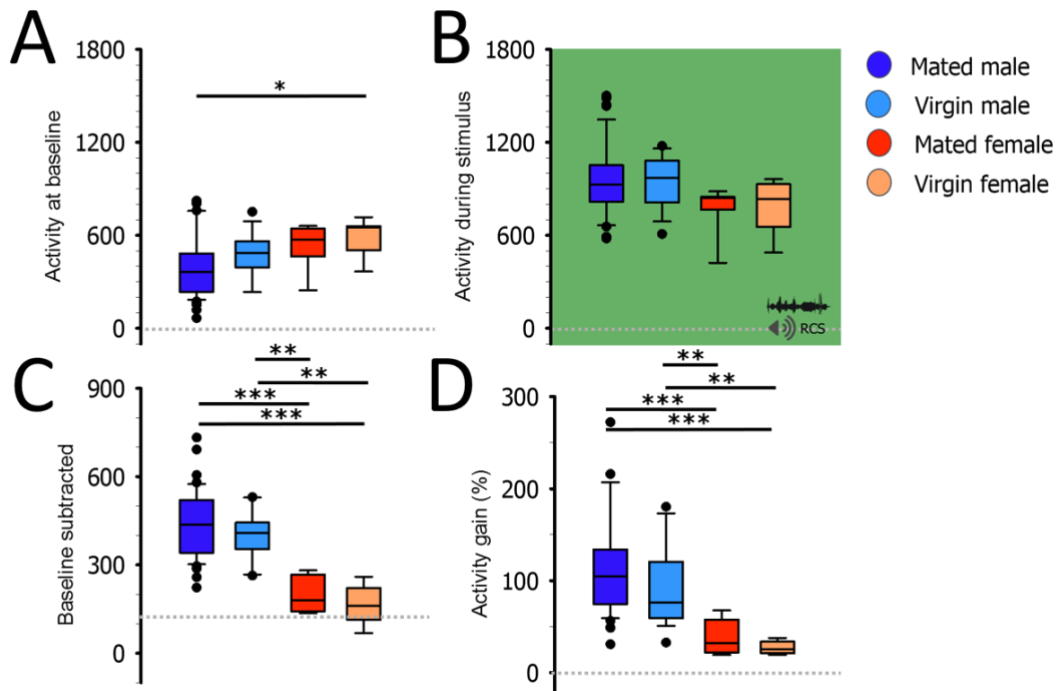 A
1800
1200
600
0
Activity at baseline
*
B
1800
1200
600
0
Activity during stimulus
RCS
Mated male
Virgin male
Mated female
Virgin female
C
900
600
300
0
Baseline subtracted
**
**
***
***
D
300
200
100
0
Activity gain (%)
**
**
***
***